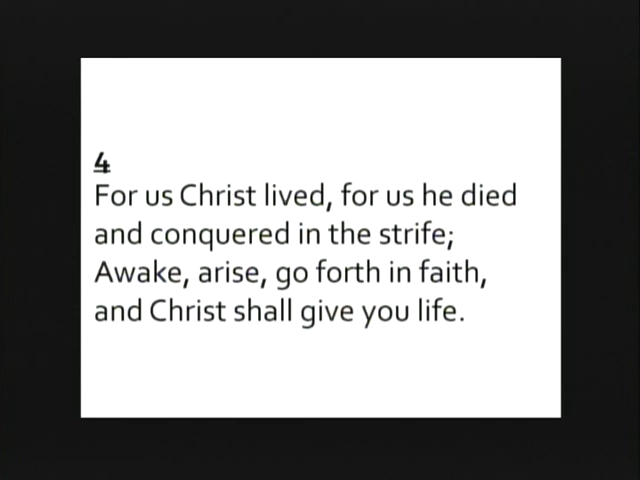 4
For us Christ lived, for us he died
and conquered in the strife;
Awake, arise, go forth in faith,
and Christ shall give you life.